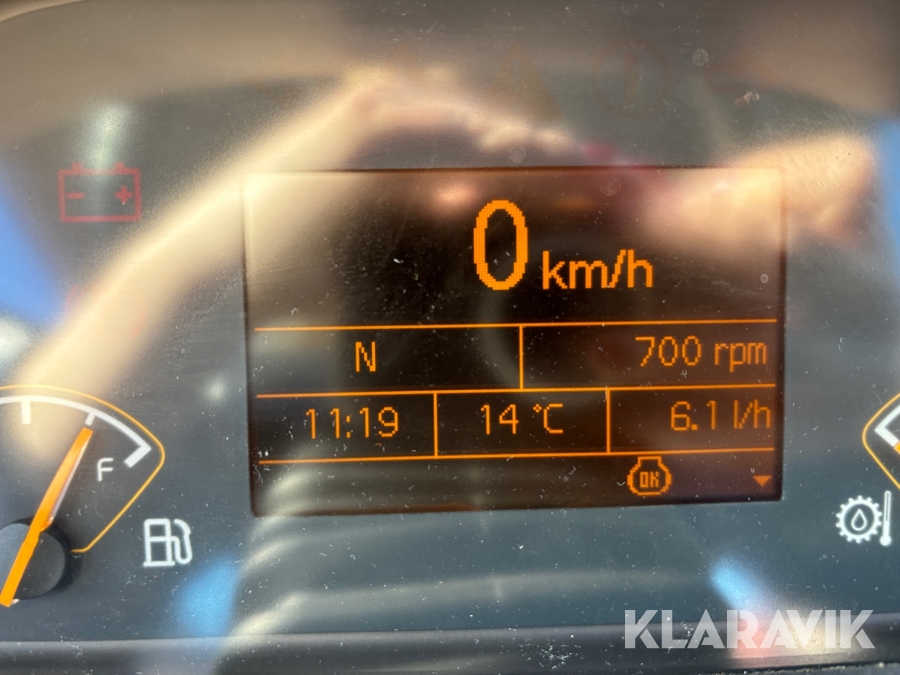 0 km/h
N 700 rpm
11:19 14 °C 6.1 l/h
OK
F
KLARAVIK